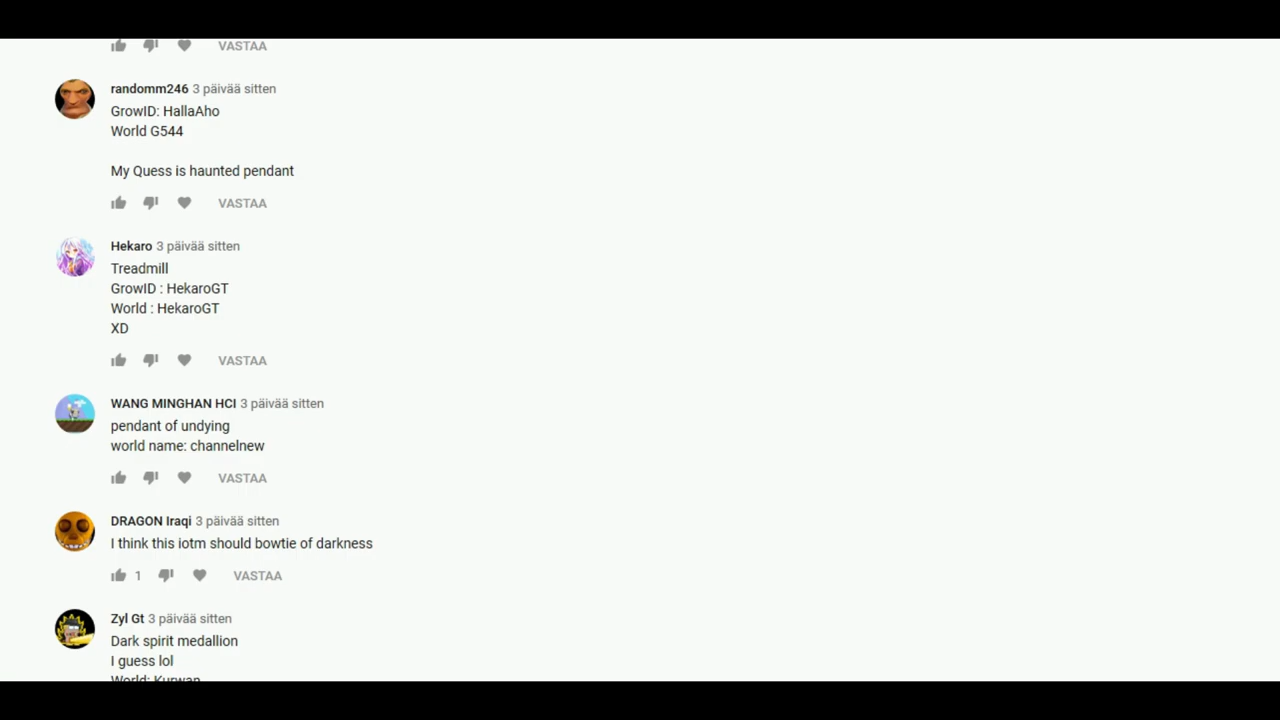 VASTAA
randomm246 3 päivää sitten
GrowID: HallaAho
World G544
My Quess is haunted pendant
VASTAA
Hekaro 3 päivää sitten
Treadmill
GrowID : HekaroGT
World : HekaroGT
XD
VASTAA
WANG MINGHAN HCI 3 päivää sitten
pendant of undying
world name: channelnew
VASTAA
DRAGON Iraqi 3 päivää sitten
I think this iotm should bowtie of darkness
1 VASTAA
Zyl Gt 3 päivää sitten
Dark spirit medallion
I guess lol
World: Kurwan